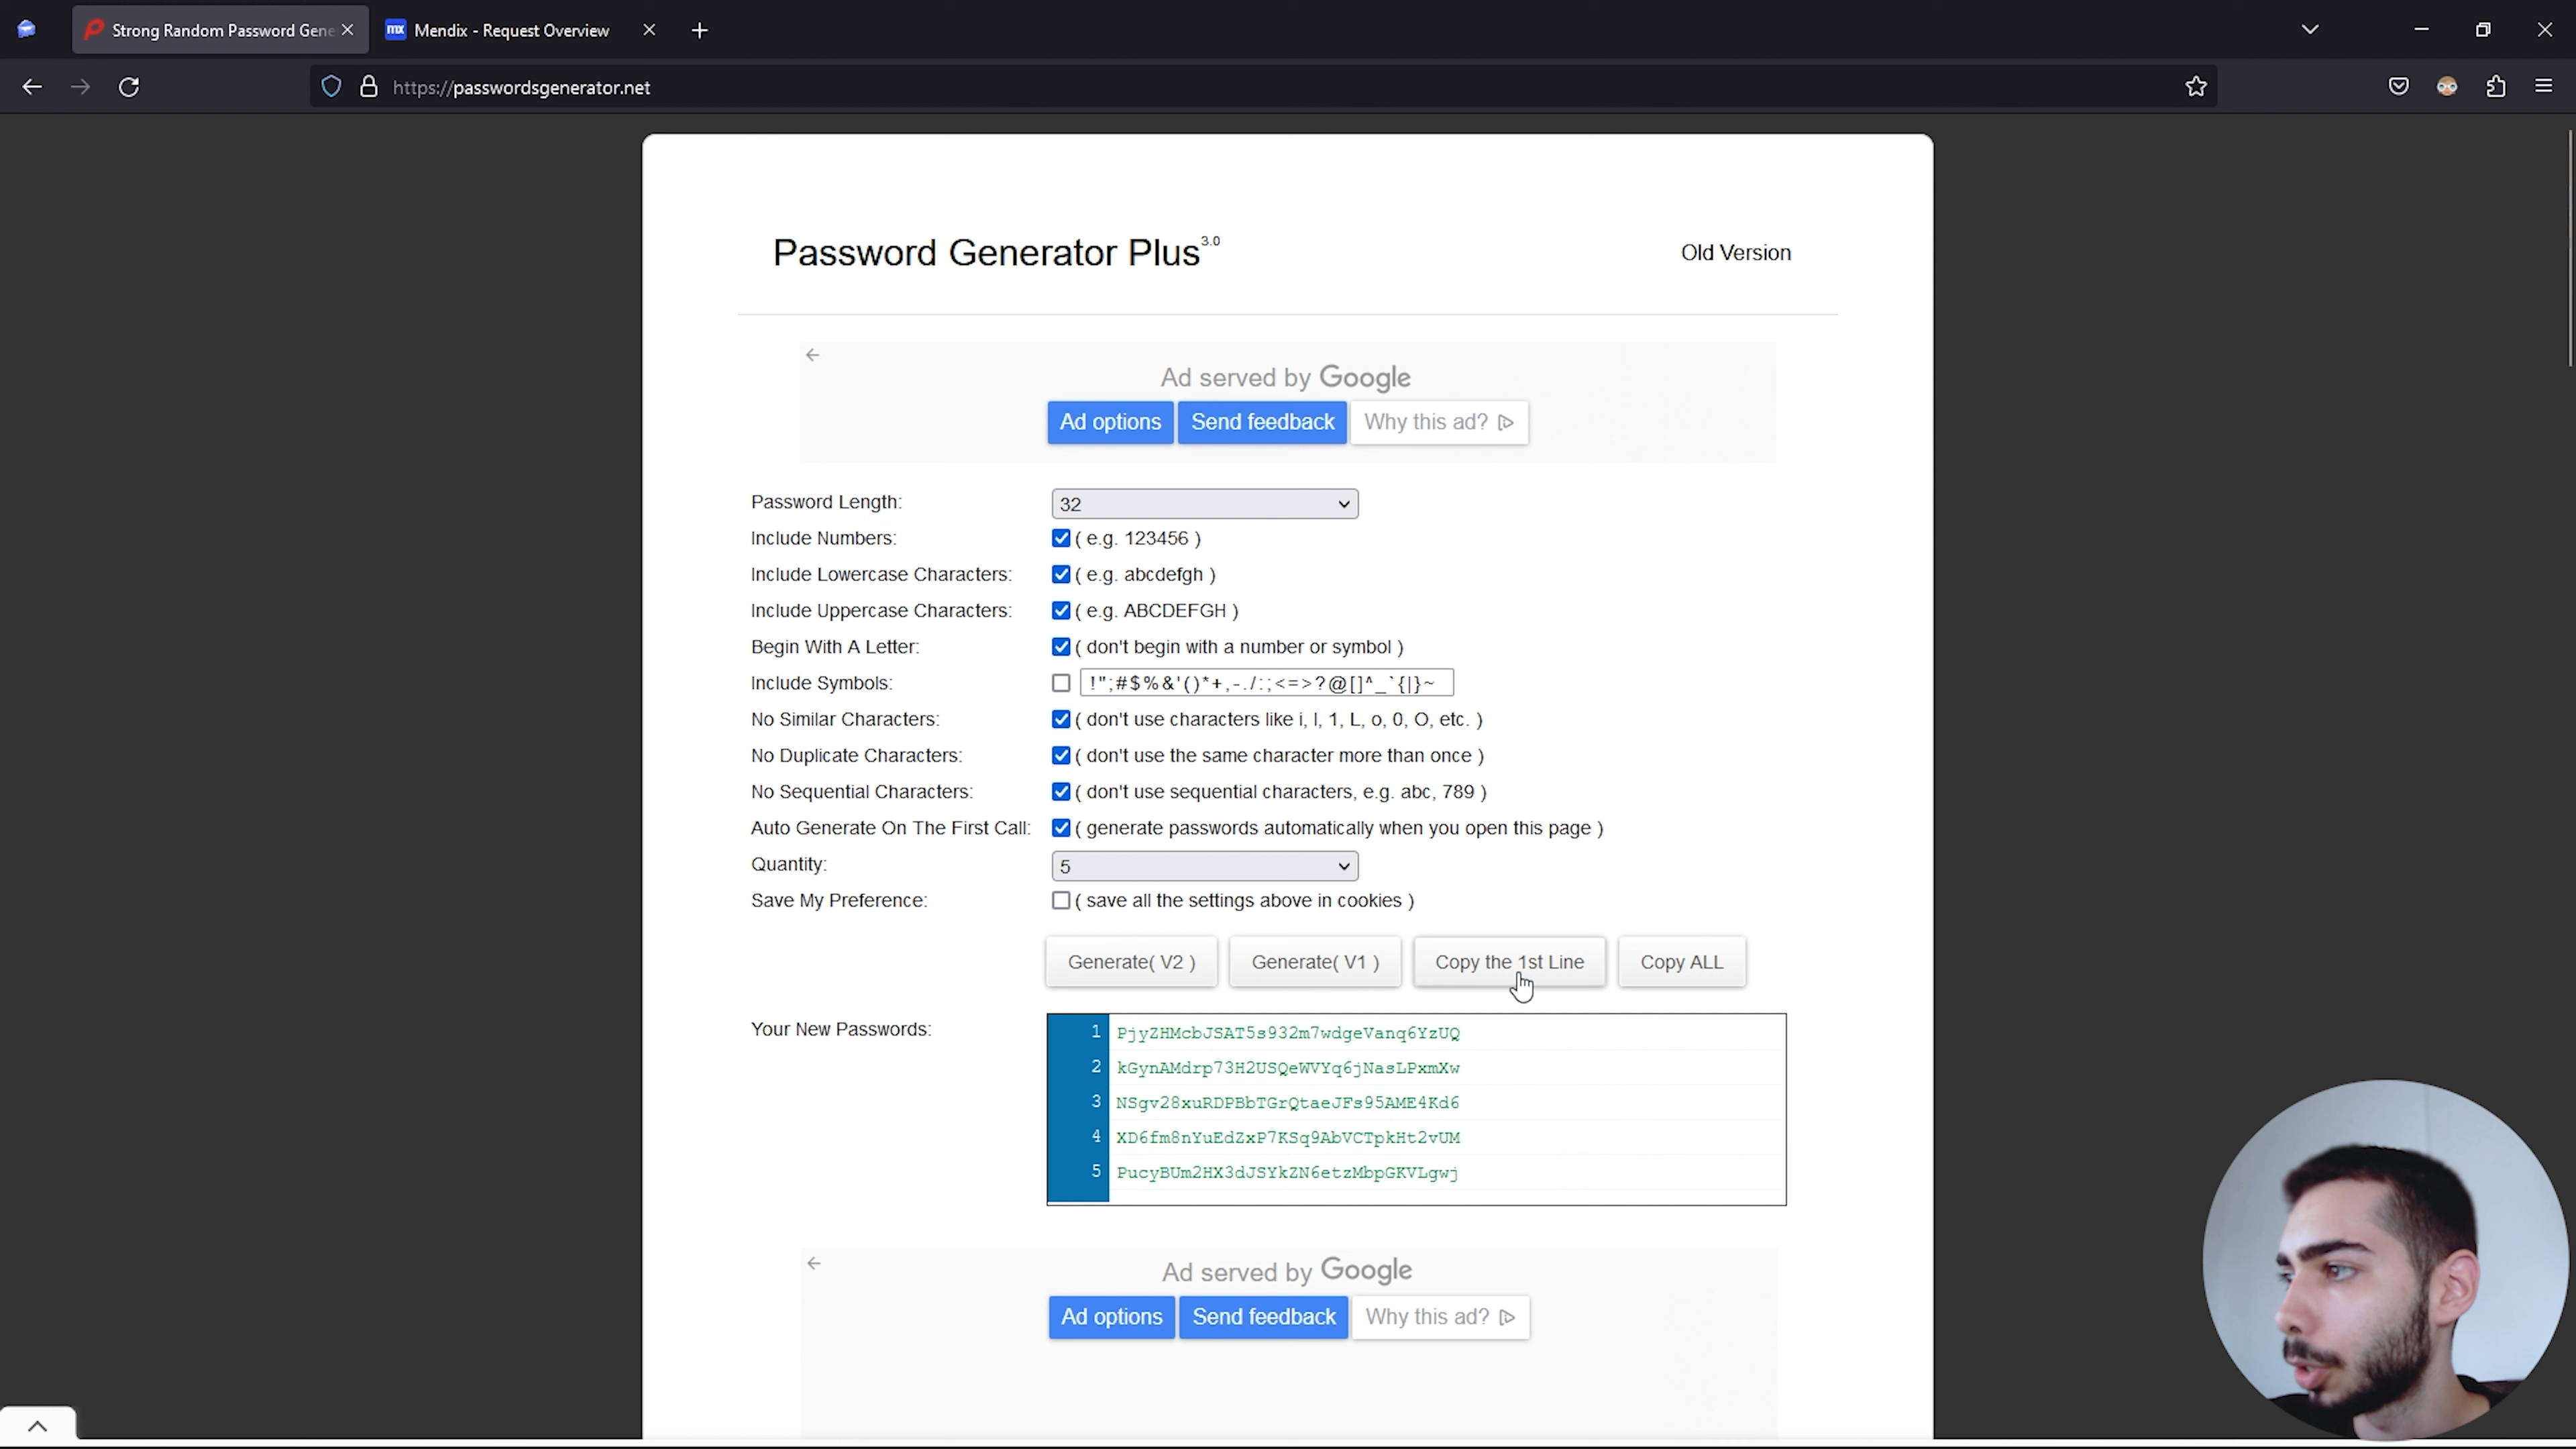 Strong Random Password Gene
mx Mendix - Request Overview
https://passwordsgenerator.net
Password Generator Plus 3.0
Old Version
Ad served by Google
Ad options Send feedback Why this ad?
Password Length: 32
Include Numbers: ( e.g. 123456 )
Include Lowercase Characters: ( e.g. abcdefgh )
Include Uppercase Characters: ( e.g. ABCDEFGH )
Begin With A Letter: ( don't begin with a number or symbol )
Include Symbols: !";#$%&'()*+,-./:;<=>?@[]^_`{|}~
No Similar Characters: ( don't use characters like i, l, 1, L, o, 0, O, etc. )
No Duplicate Characters: ( don't use the same character more than once )
No Sequential Characters: ( don't use sequential characters, e.g. abc, 789 )
Auto Generate On The First Call: ( generate passwords automatically when you open this page )
Quantity: 5
Save My Preference: ( save all the settings above in cookies )
Generate( V2 ) Generate( V1 ) Copy the 1st Line Copy ALL
Your New Passwords:
1 PjyZHMcbJSAT5s932m7wdgeVanq6YzUQ
2 kGynAMdrp73H2USQeWVYq6jNasLPxmXw
3 NSgv28xuRDPBbTGrQtaeJFs95AME4Kd6
4 XD6fm8nYuEdZxP7KSq9AbVCTpkHt2vUM
5 PucyBUm2HX3dJSYkZN6etzMbpGKVLgwj
Ad served by Google
Ad options Send feedback Why this ad?